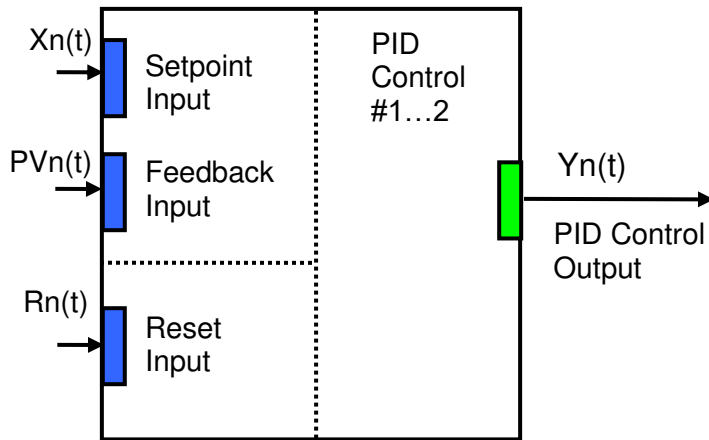 Xn(t)
Setpoint
Input
PVn(t)
Feedback
Input
Rn(t)
Reset
Input
PID
Control
#1…2
Yn(t)
PID Control
Output